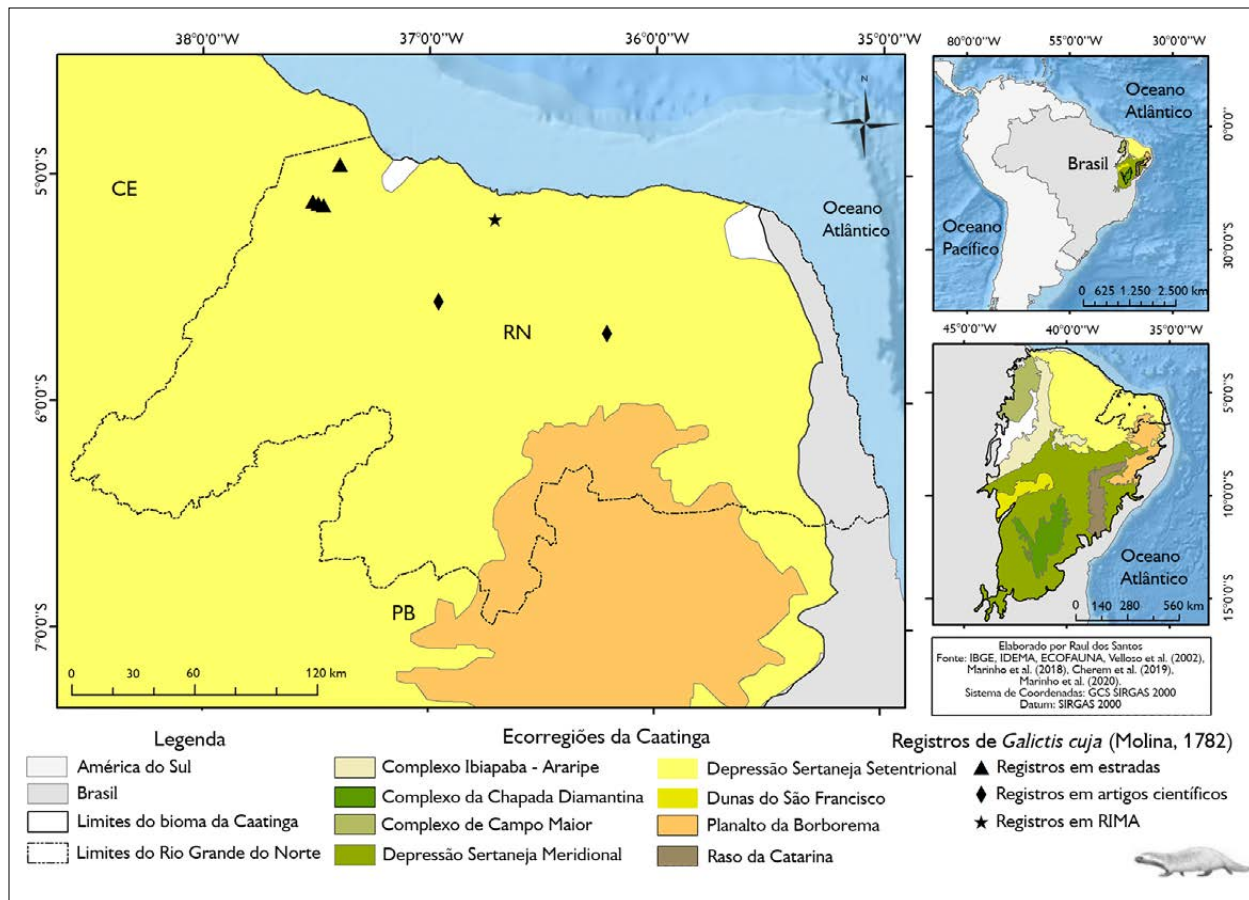 38°0'0"W
37°0'0"W
36°0'0"W
35°0'0"W
5°0'0"S
6°0'0"S
7°0'0"S
N
CE
RN
PB
Oceano
Atlântico
0 30 60 120 km
80°0'0"W
55°0'0"W
30°0'0"W
0°0'0"
30°0'0"S
Oceano
Atlântico
Brasil
Oceano
Pacífico
0 625 1.250 2.500 km
45°0'0"W
40°0'0"W
35°0'0"W
5°0'0"S
10°0'0"S
15°0'0"S
Oceano
Atlântico
0 140 280 560 km
Elaborado por Raul dos Santos
Fonte: IBGE, IDEMA, ECOFAUNA, Velloso et al. (2002),
Marinho et al. (2018), Cherem et al. (2019),
Marinho et al. (2020).
Sistema de Coordenadas: GCS SIRGAS 2000
Datum: SIRGAS 2000
Legenda
América do Sul
Brasil
Limites do bioma da Caatinga
Limites do Rio Grande do Norte
Ecorregiões da Caatinga
Complexo Ibiapaba - Araripe
Complexo da Chapada Diamantina
Complexo de Campo Maior
Depressão Sertaneja Meridional
Depressão Sertaneja Setentrional
Dunas do São Francisco
Planalto da Borborema
Raso da Catarina
Registros de Galictis cuja (Molina, 1782)
Registros em estradas
Registros em artigos científicos
Registros em RIMA